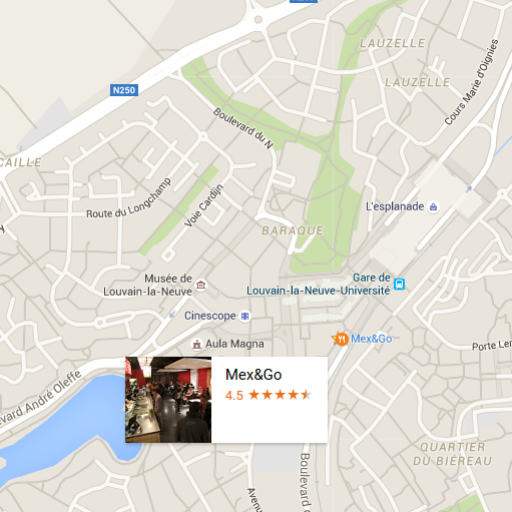 LAUZELLE
N250
LAUZELLE
Cours Marie d'Oignies
Boulevard du N
CAILLE
Route du Longchamp
Voie Cardijn
L'esplanade
BARAQUE
Musée de
Louvain-la-Neuve
Gare de
Louvain-la-Neuve-Université
Cinescope
Aula Magna
Mex&Go
Porte Len
Mex&Go
4.5
evard André Oleffe
QUARTIER
DU BIÉREAU
Boulevard
Avenu